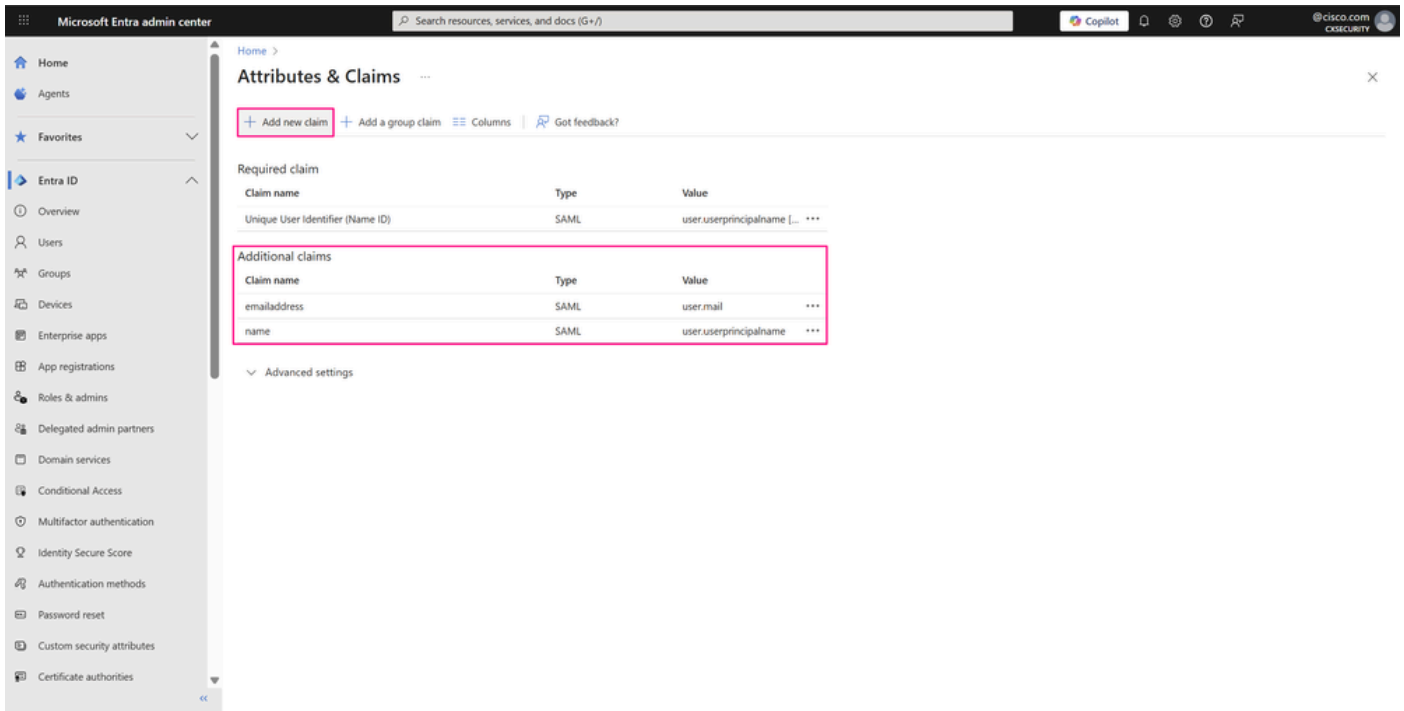 Microsoft Entra admin center
Search resources, services, and docs (G+/)
Copilot
@cisco.com
CXSECURITY
Home
Agents
Favorites
Entra ID
Overview
Users
Groups
Devices
Enterprise apps
App registrations
Roles & admins
Delegated admin partners
Domain services
Conditional Access
Multifactor authentication
Identity Secure Score
Authentication methods
Password reset
Custom security attributes
Certificate authorities
Home >
Attributes & Claims ...
+ Add new claim + Add a group claim Columns Got feedback?
Required claim
Claim name Type Value
Unique User Identifier (Name ID) SAML user.userprincipalname [... •••
Additional claims
Claim name Type Value
emailaddress SAML user.mail •••
name SAML user.userprincipalname •••
Advanced settings